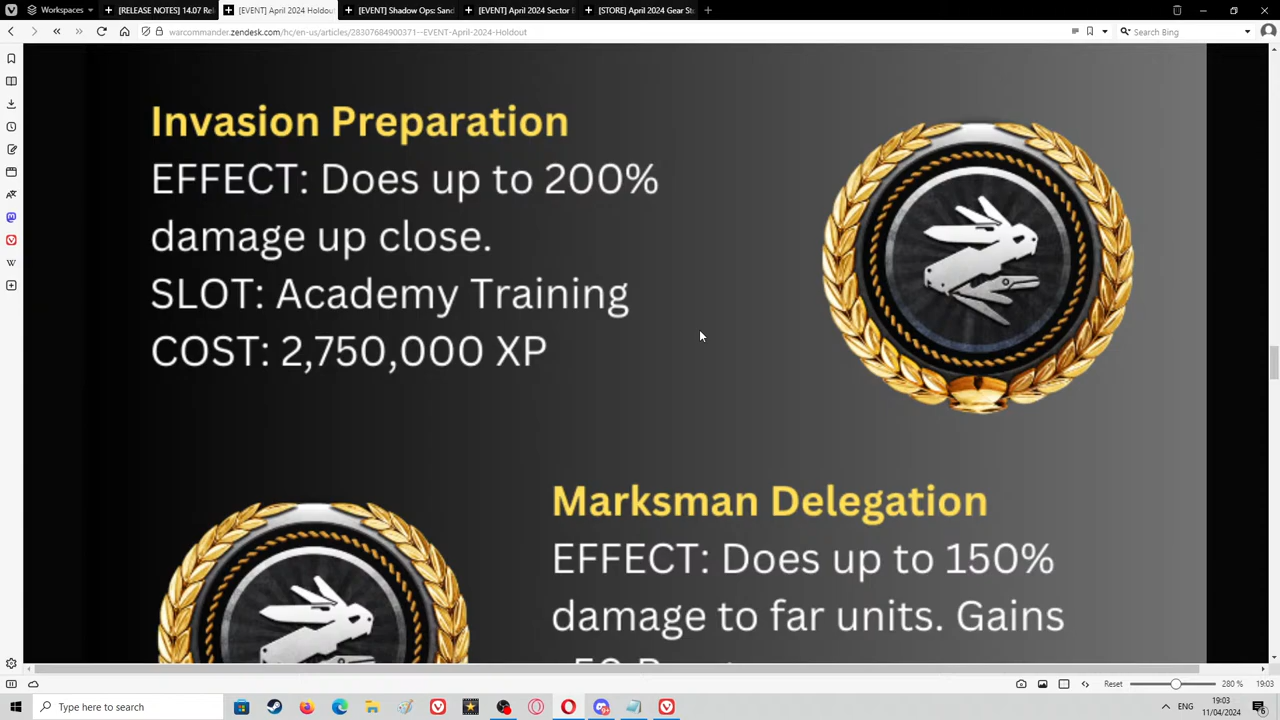 Workspaces
[RELEASE NOTES] 14.07 Rel
[EVENT] April 2024 Holdout
[EVENT] Shadow Ops: Sand
[EVENT] April 2024 Sector
[STORE] April 2024 Gear Sh
warcommander.zendesk.com/hc/en-us/articles/28307684900371--EVENT-April-2024-Holdout
Search Bing
Invasion Preparation
EFFECT: Does up to 200%
damage up close.
SLOT: Academy Training
COST: 2,750,000 XP
Marksman Delegation
EFFECT: Does up to 150%
damage to far units. Gains
Reset
280 %
19:03
Type here to search
ENG
19:03
11/04/2024